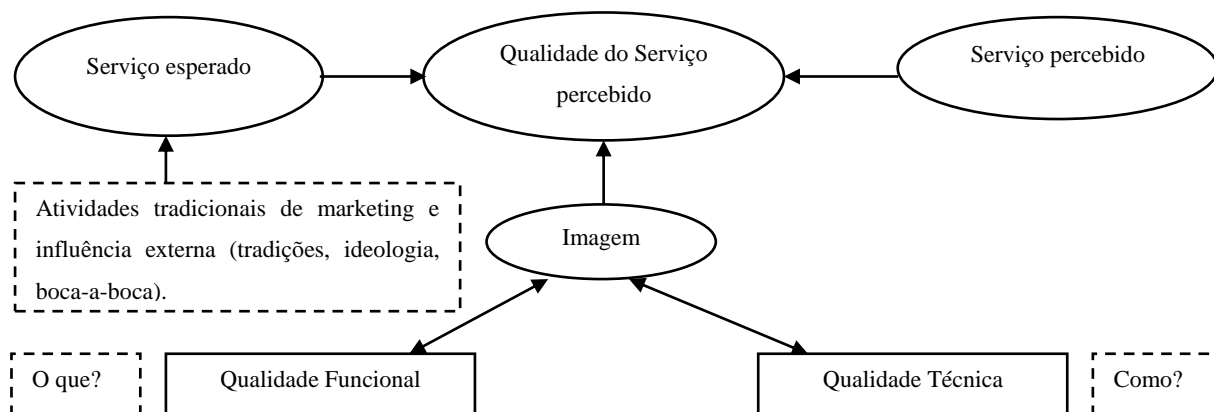 Serviço esperado
Qualidade do Serviço
percebido
Serviço percebido
Atividades tradicionais de marketing e
influência externa (tradições, ideologia,
boca-a-boca).
Imagem
O que?
Qualidade Funcional
Qualidade Técnica
Como?